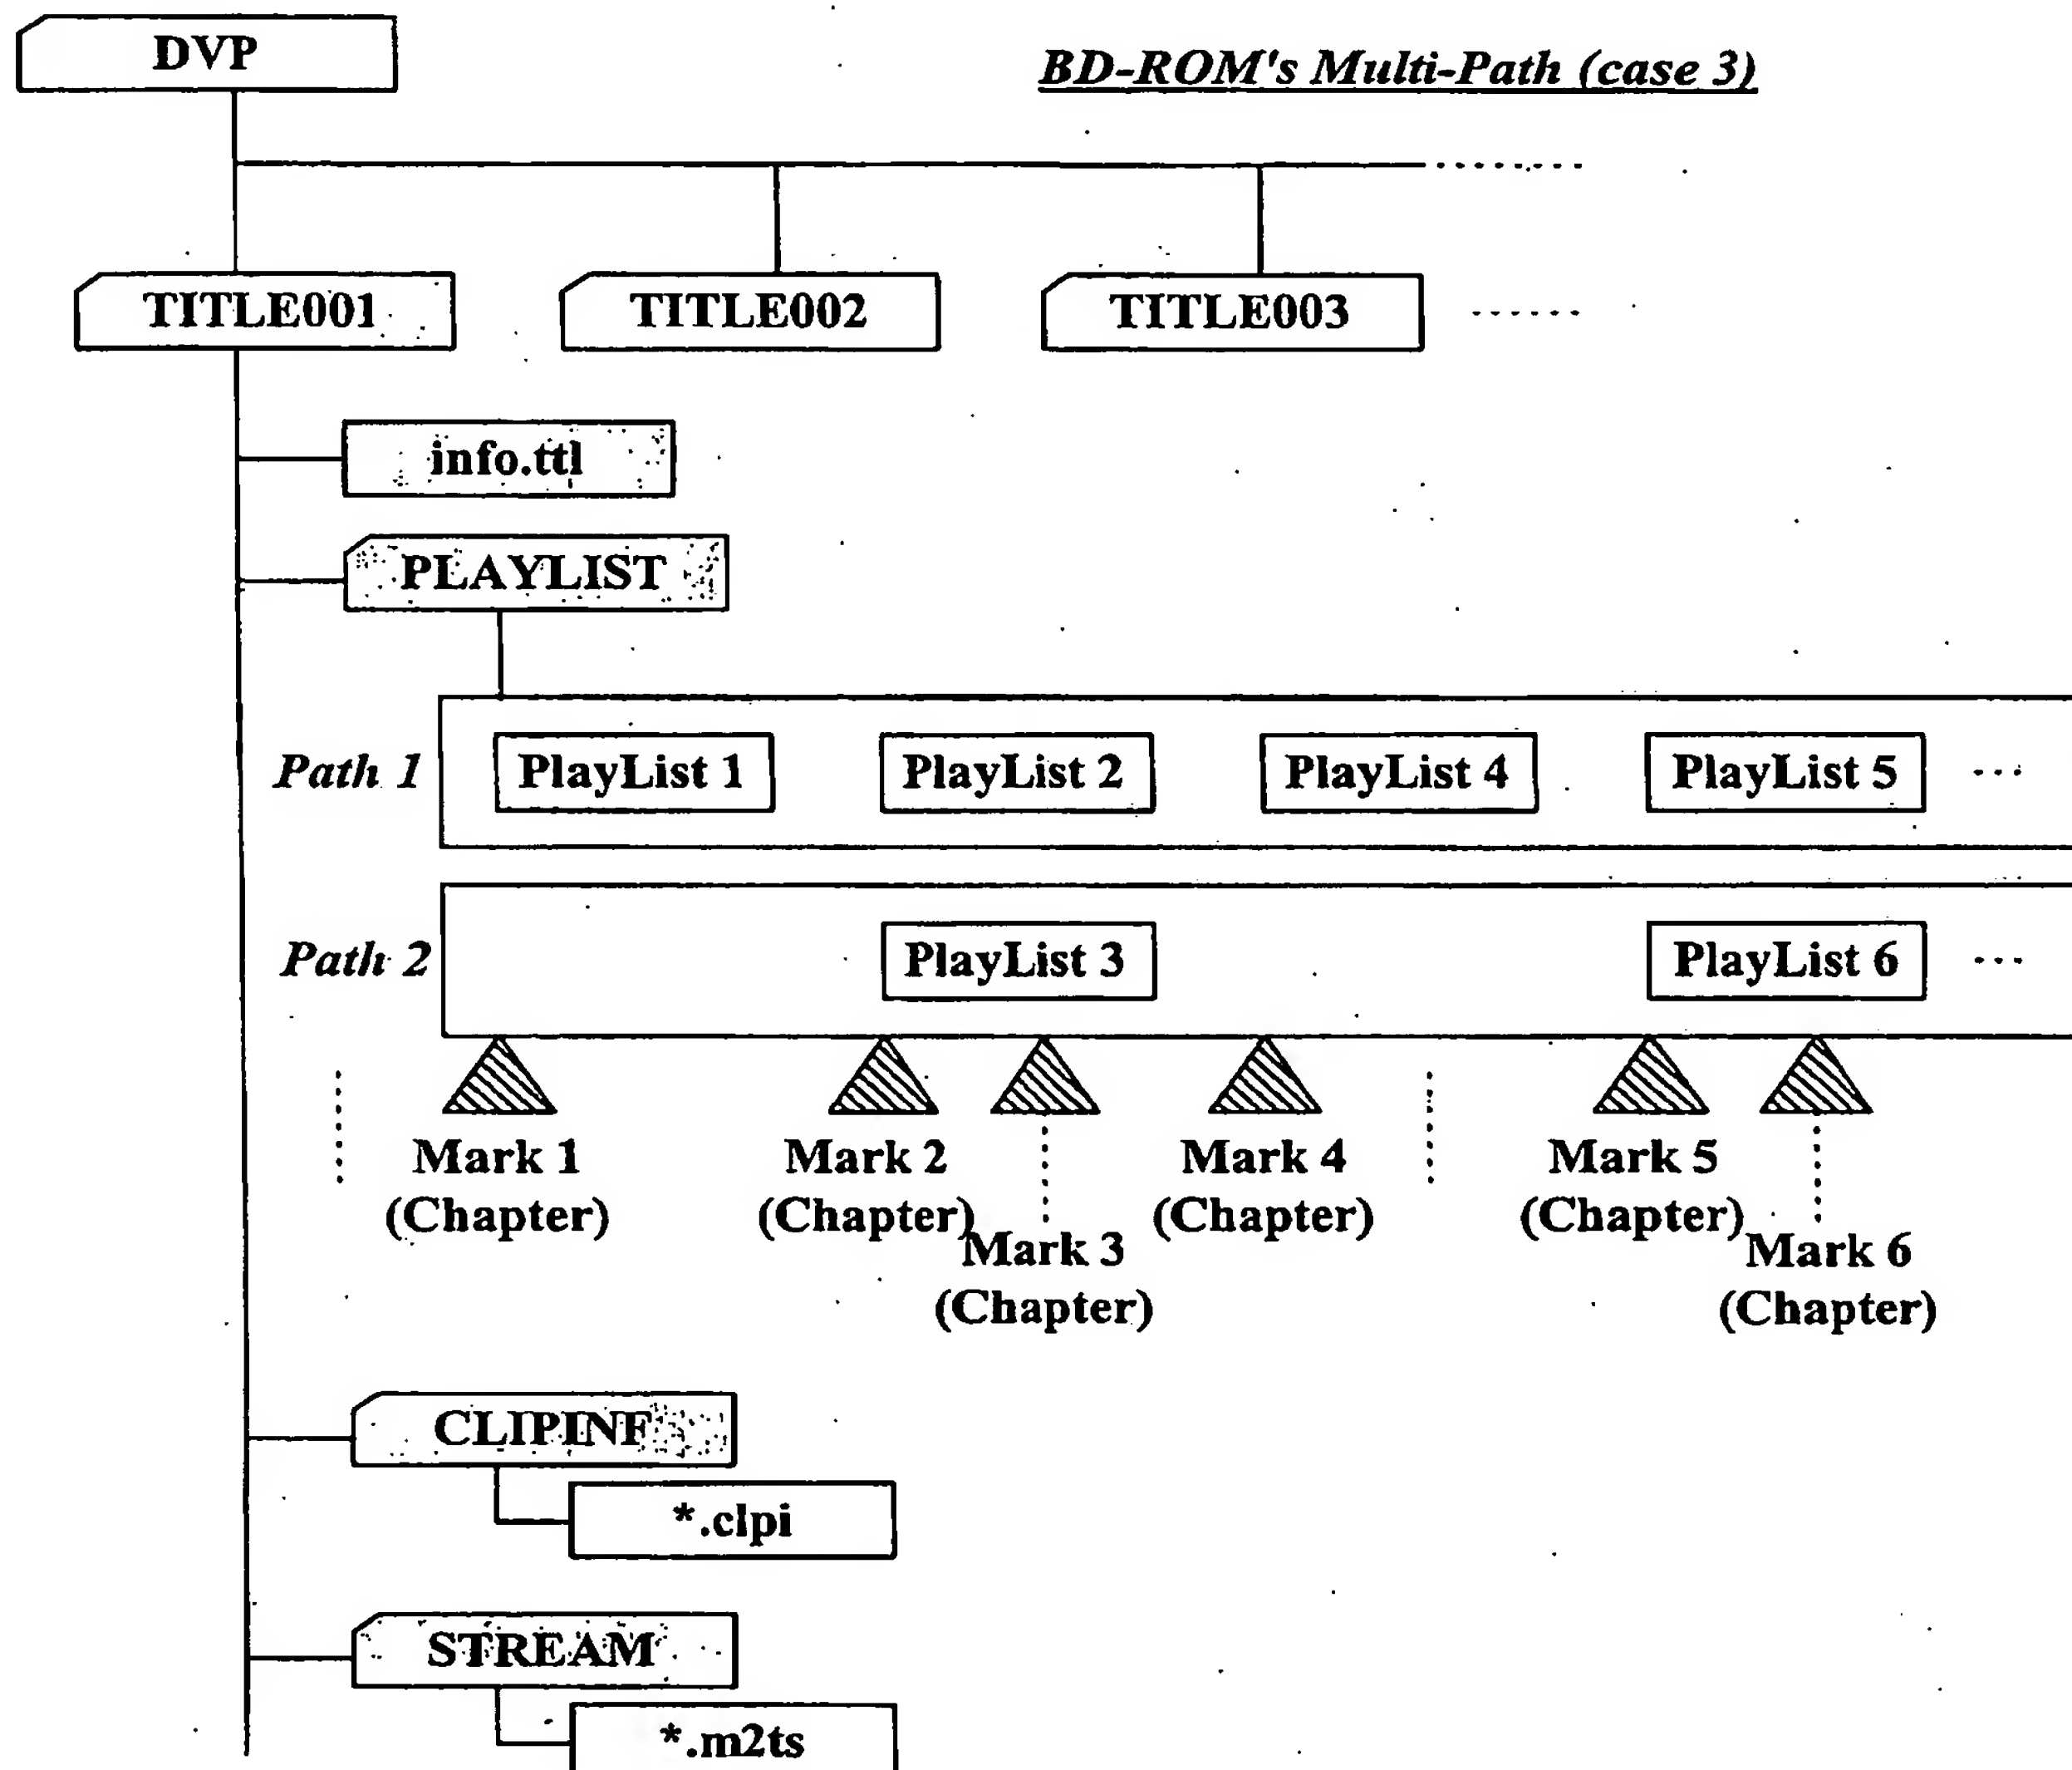 DVP
BD-ROM's Multi-Path (case 3)
TITLE001
TITLE002
TITLE003
info.ttl
PLAYLIST
Path 1
PlayList 1
PlayList 2
PlayList 4
PlayList 5
Path 2
PlayList 3
PlayList 6
Mark 1
(Chapter)
Mark 2
(Chapter)
Mark 3
(Chapter)
Mark 4
(Chapter)
Mark 5
(Chapter)
Mark 6
(Chapter)
CLIPINF
*.clpi
STREAM
*.m2ts